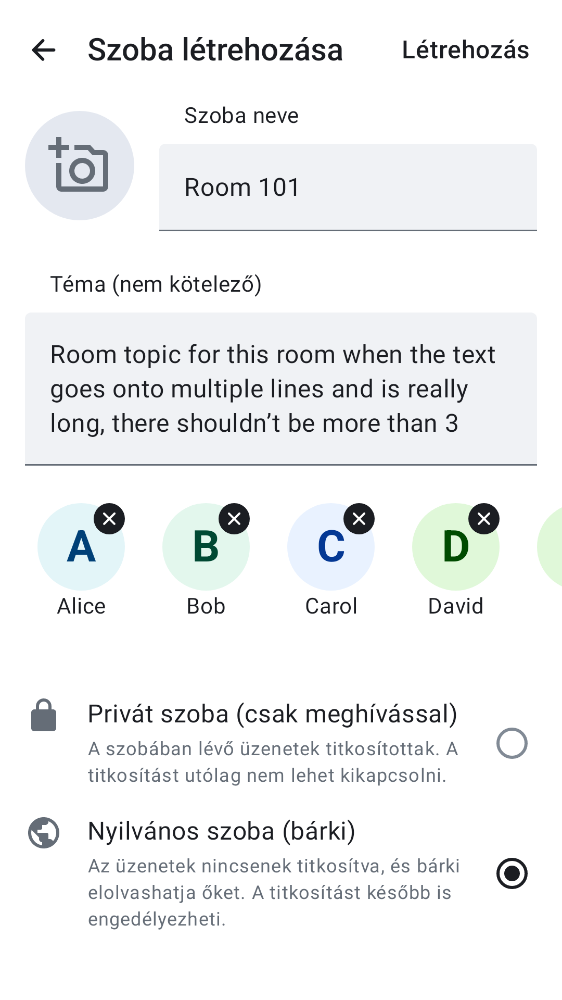 Szoba létrehozása
Létrehozás
Szoba neve
Room 101
Téma (nem kötelező)
Room topic for this room when the text
goes onto multiple lines and is really
long, there shouldn’t be more than 3
A
B
C
D
Alice
Bob
Carol
David
Privát szoba (csak meghívással)
A szobában lévő üzenetek titkosítottak. A
titkosítást utólag nem lehet kikapcsolni.
Nyilvános szoba (bárki)
Az üzenetek nincsenek titkosítva, és bárki
elolvashatja őket. A titkosítást később is
engedélyezheti.